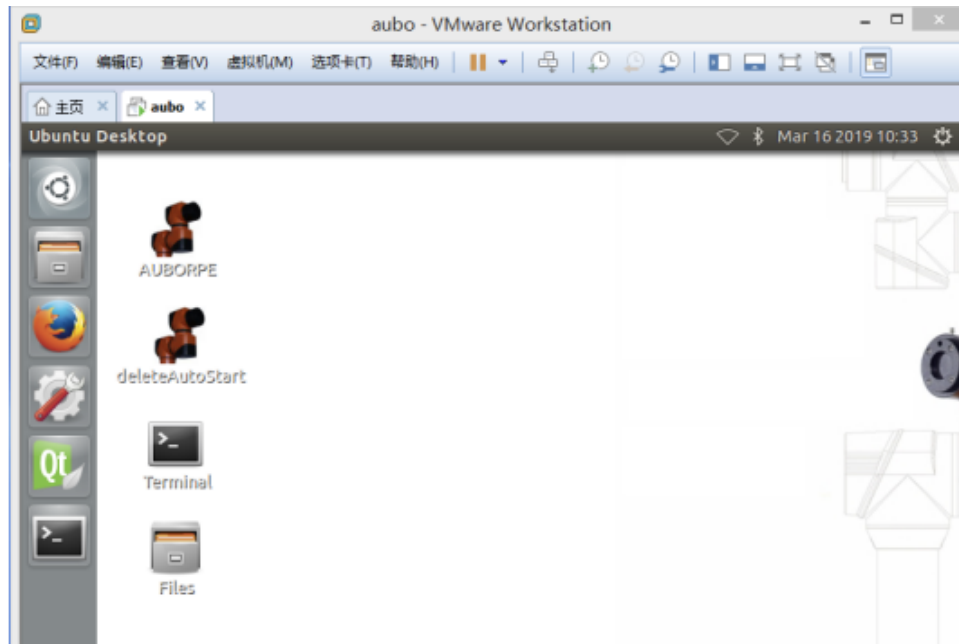 aubo - VMware Workstation
文件(F) 编辑(E) 查看(V) 虚拟机(M) 选项卡(T) 帮助(H)
主页 aubo
Ubuntu Desktop Mar 16 2019 10:33
AUBORPE
deleteAutoStart
Qt
Terminal
Files